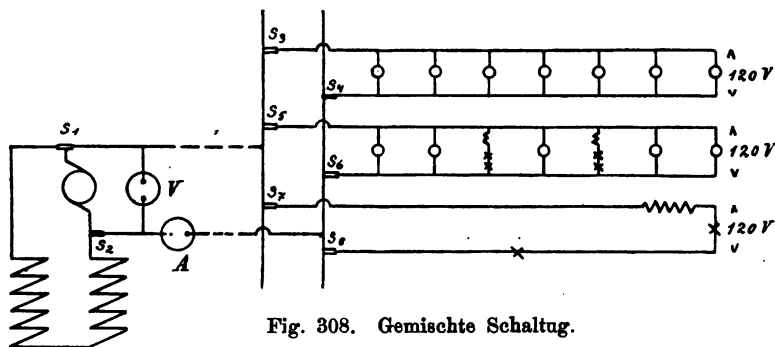 S3
S4
120 V
S5
S1
S6
120 V
V
S7
S2
A
S8
120 V
Fig. 308. Gemischte Schaltug.